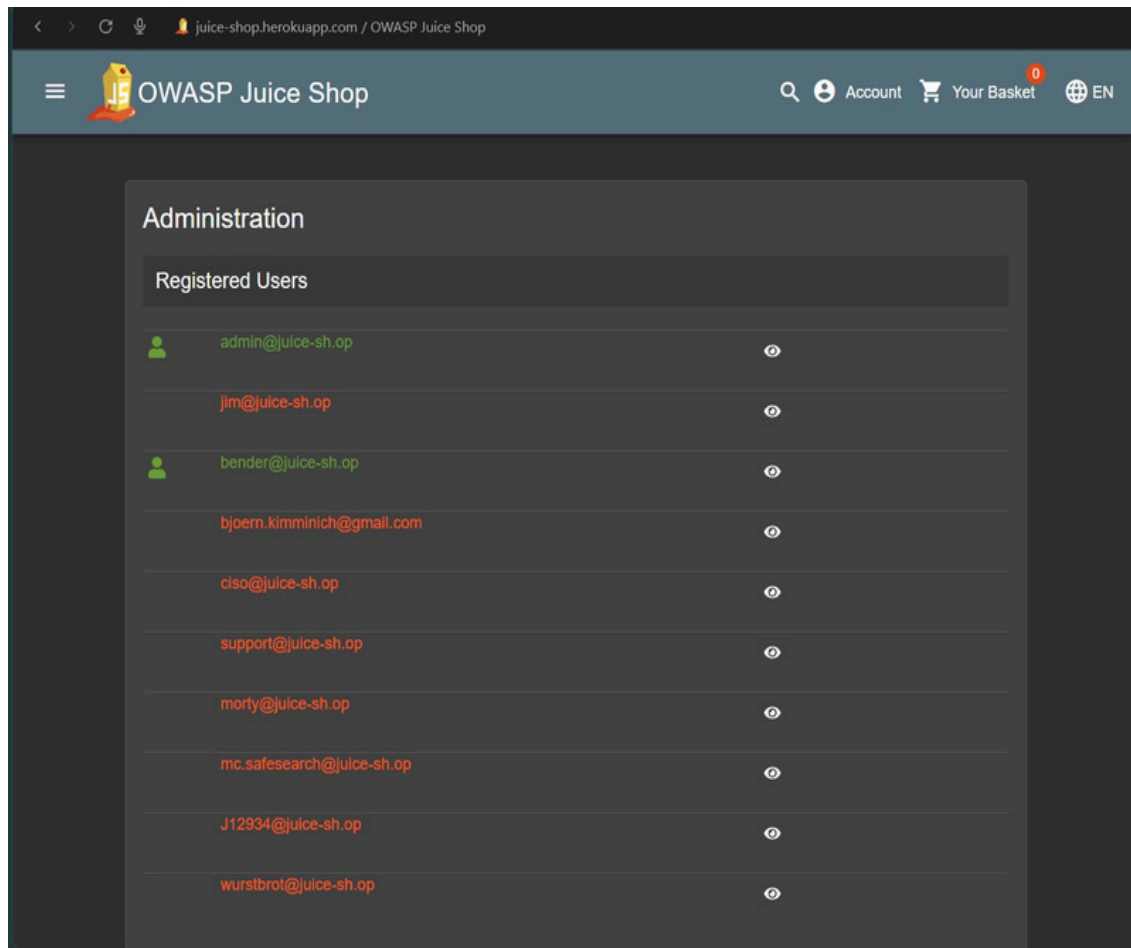 juice-shop.herokuapp.com / OWASP Juice Shop
JS OWASP Juice Shop Account 0 Your Basket EN
Administration
Registered Users
admin@juice-sh.op
jim@juice-sh.op
bender@juice-sh.op
bjoern.kimminich@gmail.com
ciso@juice-sh.op
support@juice-sh.op
morty@juice-sh.op
mc.safesearch@juice-sh.op
J12934@juice-sh.op
wurstbrot@juice-sh.op